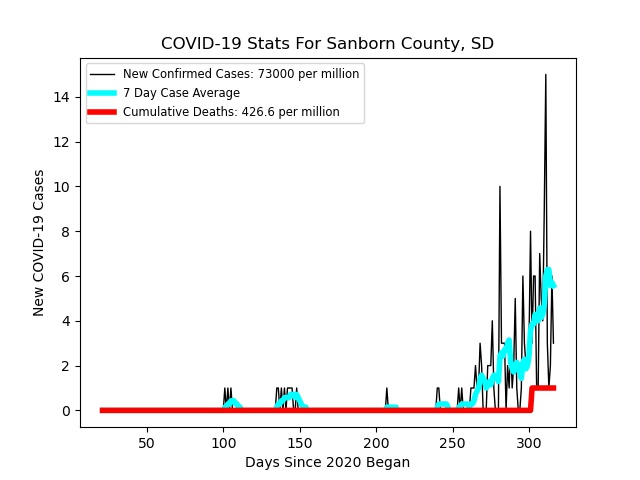 COVID-19 Stats For Sanborn County, SD
New Confirmed Cases: 73000 per million
7 Day Case Average
Cumulative Deaths: 426.6 per million
New COVID-19 Cases
14
12
10
8
6
4
2
0
50 100 150 200 250 300
Days Since 2020 Began